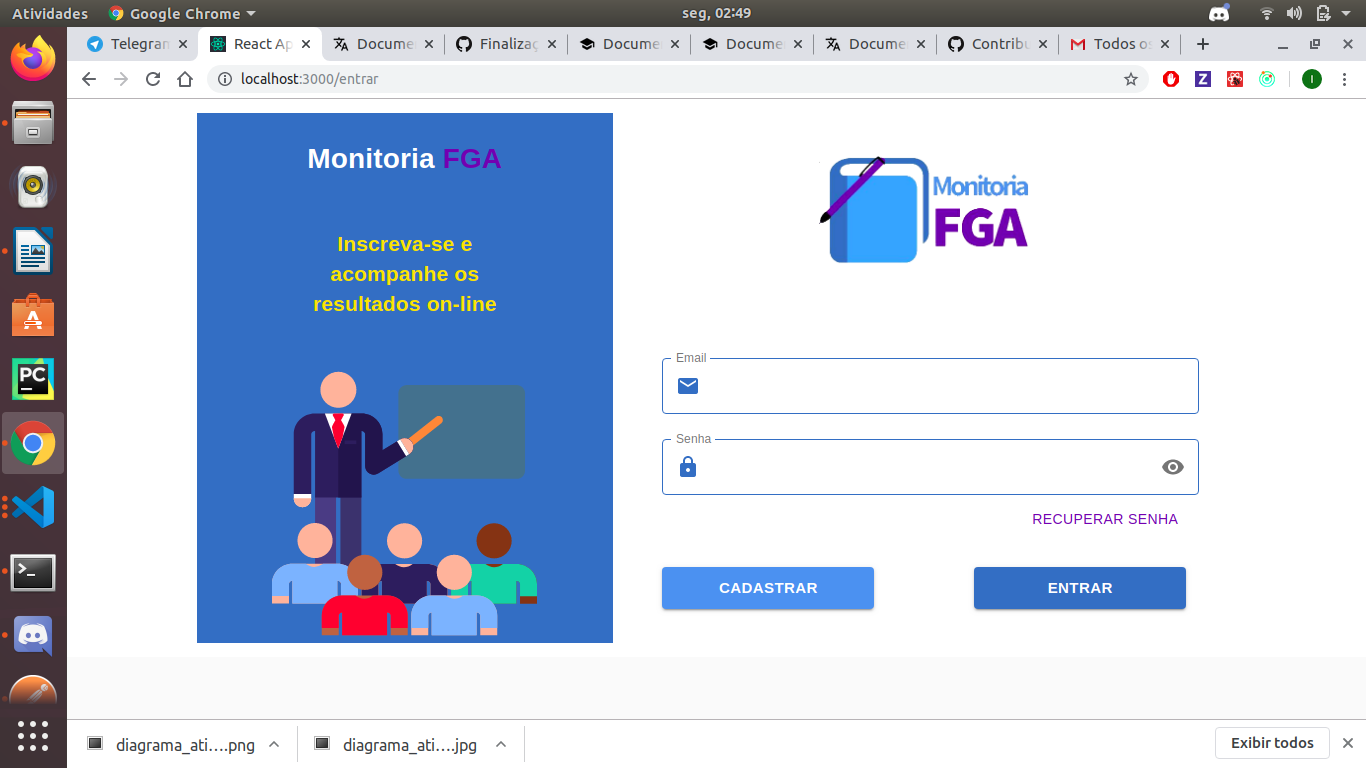 Atividades
Google Chrome
seg, 02:49
Telegran
React Ap
Docume
Finalizaç
Docume
Docume
Docume
Contribu
Todos os
localhost:3000/entrar
Z
I
Monitoria FGA
Inscreva-se e
acompanhe os
resultados on-line
Monitoria
FGA
Email
Senha
RECUPERAR SENHA
CADASTRAR
ENTRAR
PC
diagrama_ati….png
diagrama_ati….jpg
Exibir todos